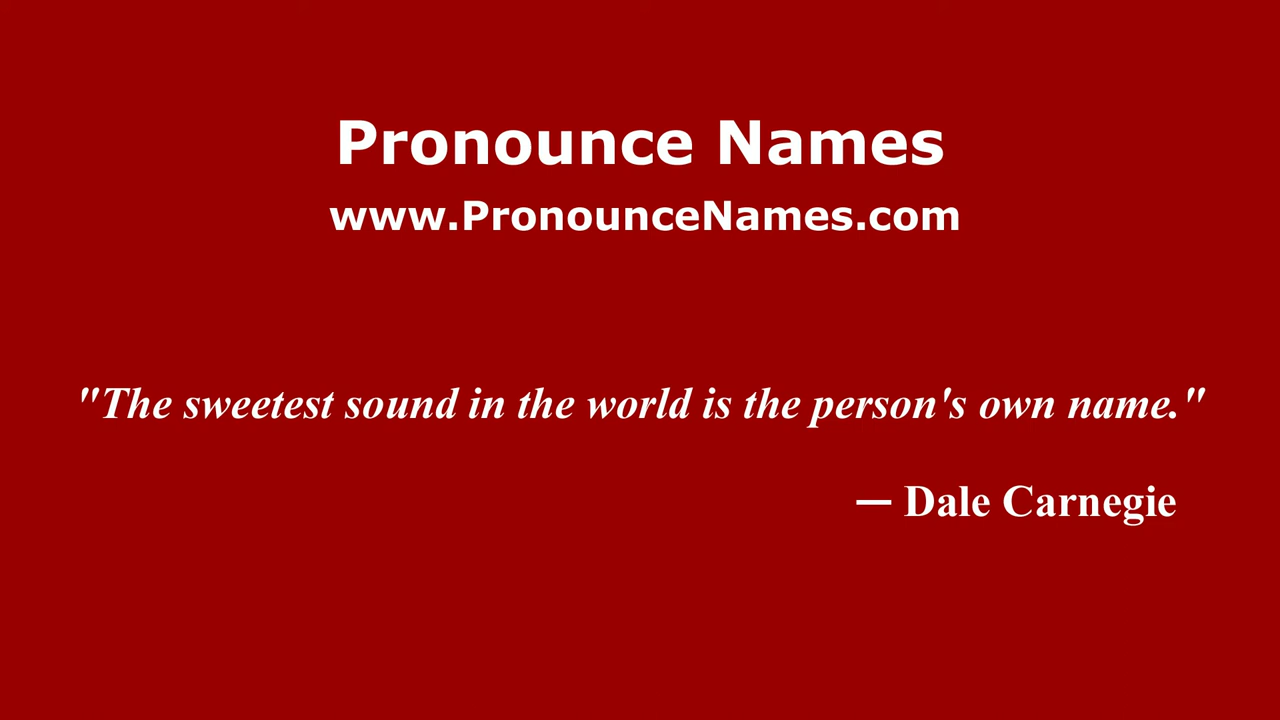 Pronounce Names
www.PronounceNames.com
"The sweetest sound in the world is the person's own name."
— Dale Carnegie